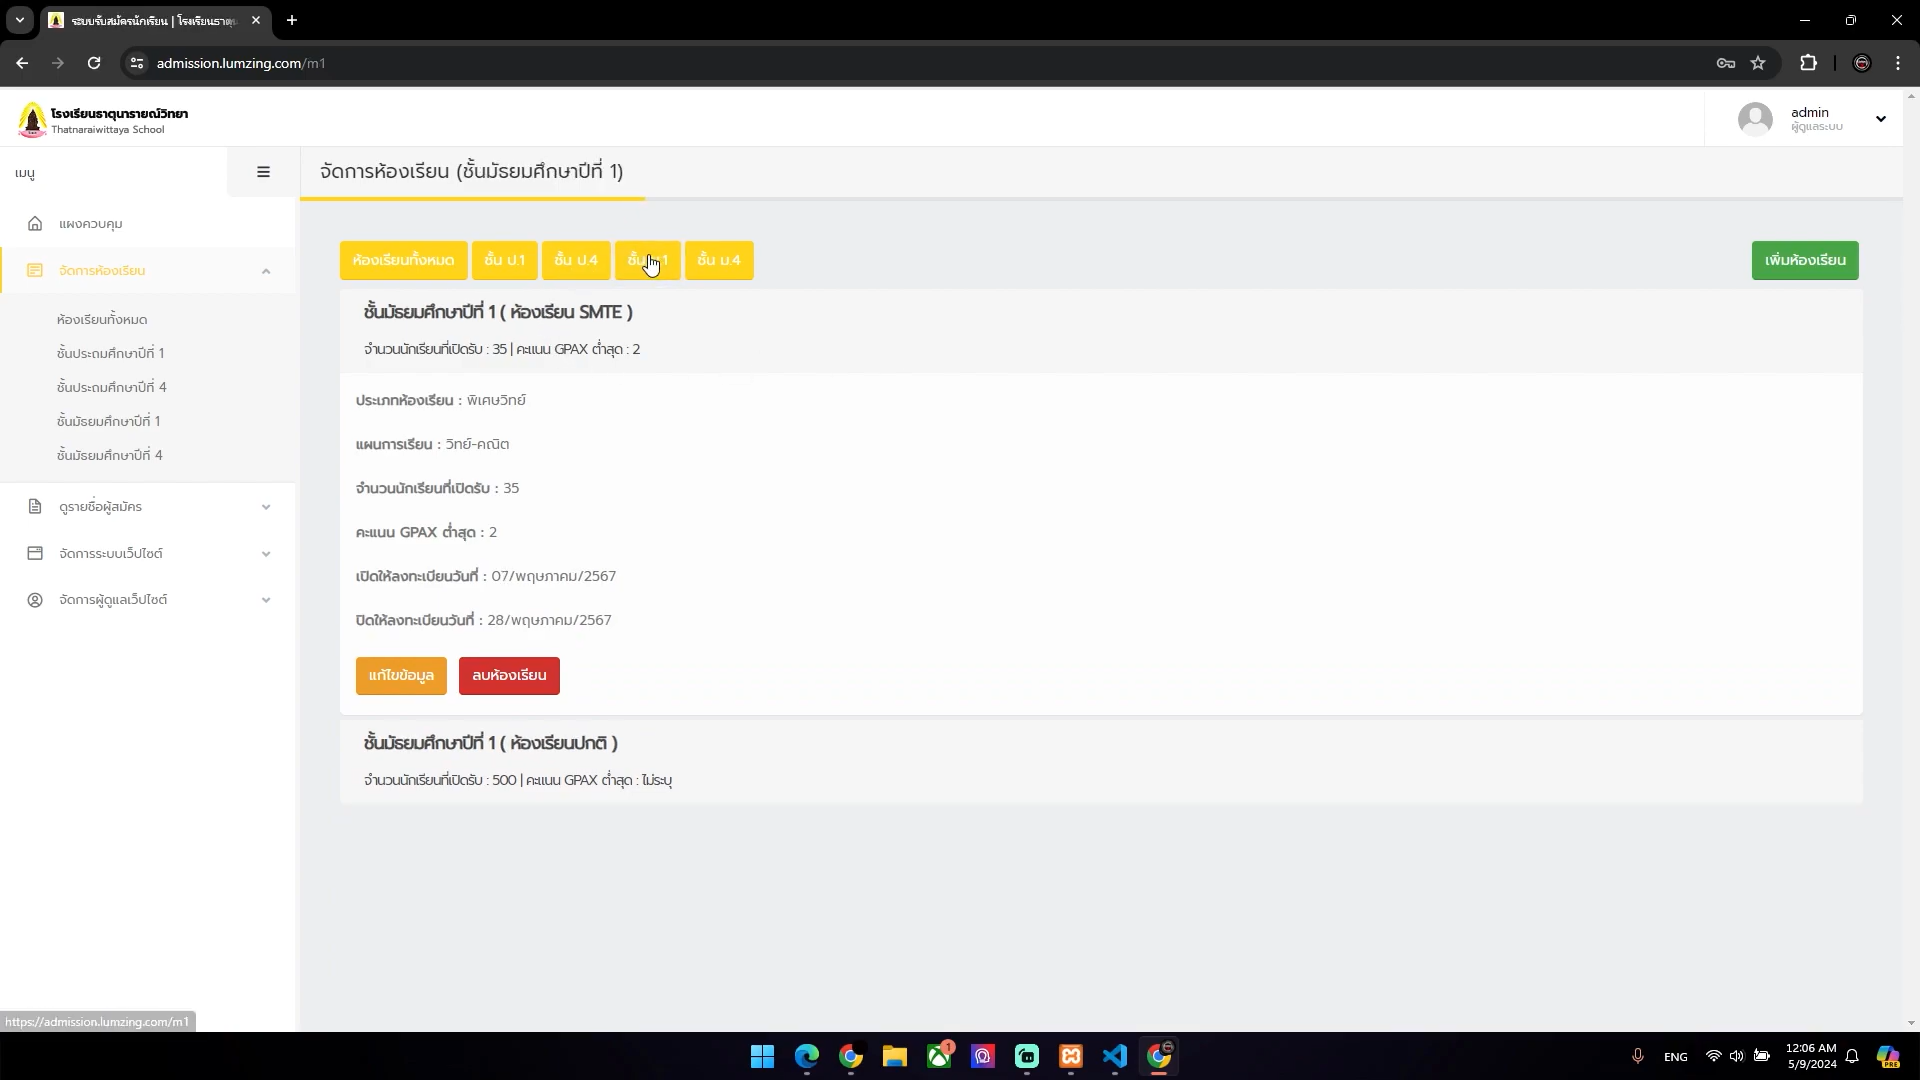 ระบบรับสมัครนักเรียน | โรงเรียนธาตุ
admission.lumzing.com/m1
โรงเรียนธาตุนารายณ์วิทยา
Thatnaraiwittaya School
admin
ผู้ดูแลระบบ
เมนู
จัดการห้องเรียน (ชั้นมัธยมศึกษาปีที่ 1)
แผงควบคุม
จัดการห้องเรียน
ห้องเรียนทั้งหมด
ชั้นประถมศึกษาปีที่ 1
ชั้นประถมศึกษาปีที่ 4
ชั้นมัธยมศึกษาปีที่ 1
ชั้นมัธยมศึกษาปีที่ 4
ดูรายชื่อผู้สมัคร
จัดการระบบเว็ปไซต์
จัดการผู้ดูแลเว็ปไซต์
ห้องเรียนทั้งหมด
ชั้น ป.1
ชั้น ป.4
ชั้น 1
ชั้น ม.4
เพิ่มห้องเรียน
ชั้นมัธยมศึกษาปีที่ 1 ( ห้องเรียน SMTE )
จำนวนนักเรียนที่เปิดรับ : 35 | คะแนน GPAX ต่ำสุด : 2
ประเภทห้องเรียน : พิเศษวิทย์
แผนการเรียน : วิทย์-คณิต
จำนวนนักเรียนที่เปิดรับ : 35
คะแนน GPAX ต่ำสุด : 2
เปิดให้ลงทะเบียนวันที่ : 07/พฤษภาคม/2567
ปิดให้ลงทะเบียนวันที่ : 28/พฤษภาคม/2567
แก้ไขข้อมูล
ลบห้องเรียน
ชั้นมัธยมศึกษาปีที่ 1 ( ห้องเรียนปกติ )
จำนวนนักเรียนที่เปิดรับ : 500 | คะแนน GPAX ต่ำสุด : ไม่ระบุ
https://admission.lumzing.com/m1
1
ENG
12:06 AM
5/9/2024
PRE